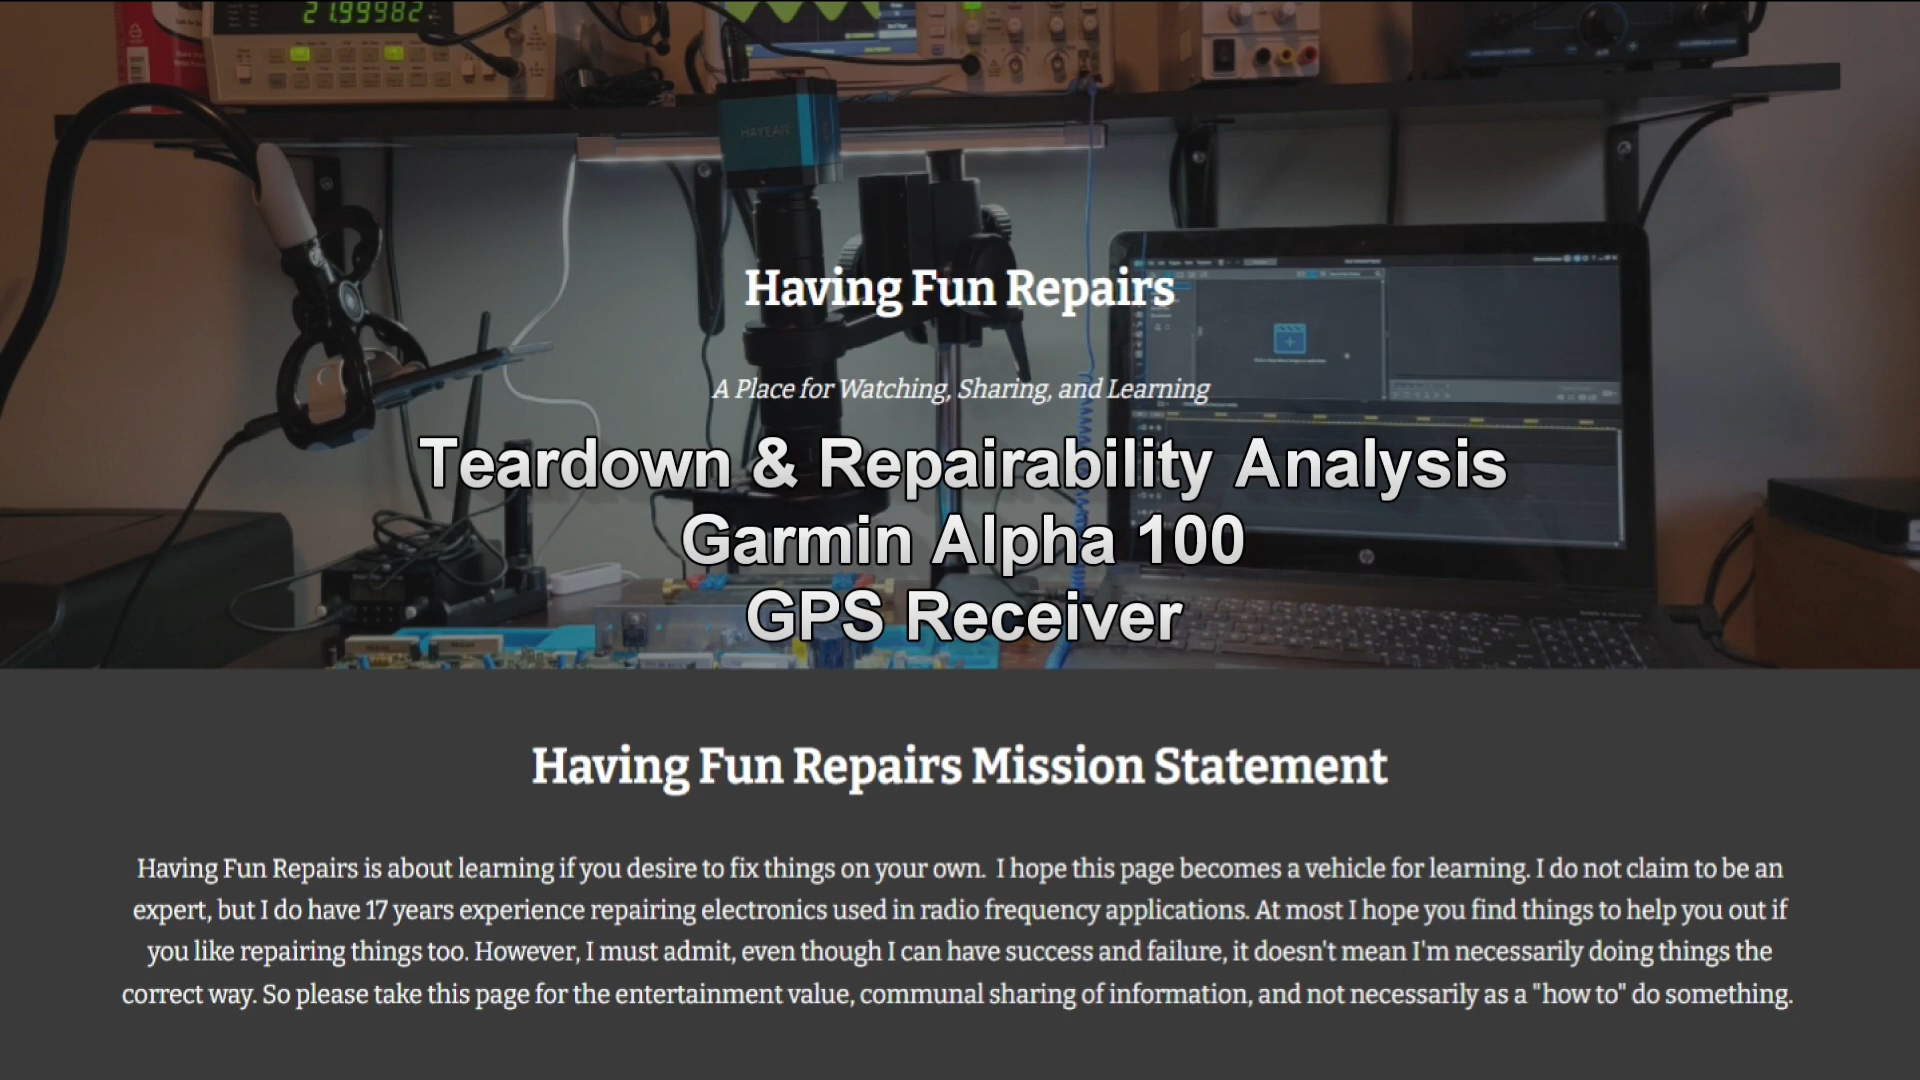 21.99982
HAYEAR
Having Fun Repairs
A Place for Watching, Sharing, and Learning
Teardown & Repairability Analysis
Garmin Alpha 100
GPS Receiver
hp
Having Fun Repairs Mission Statement
Having Fun Repairs is about learning if you desire to fix things on your own.  I hope this page becomes a vehicle for learning. I do not claim to be an
expert, but I do have 17 years experience repairing electronics used in radio frequency applications. At most I hope you find things to help you out if
you like repairing things too. However, I must admit, even though I can have success and failure, it doesn't mean I'm necessarily doing things the
correct way. So please take this page for the entertainment value, communal sharing of information, and not necessarily as a "how to" do something.